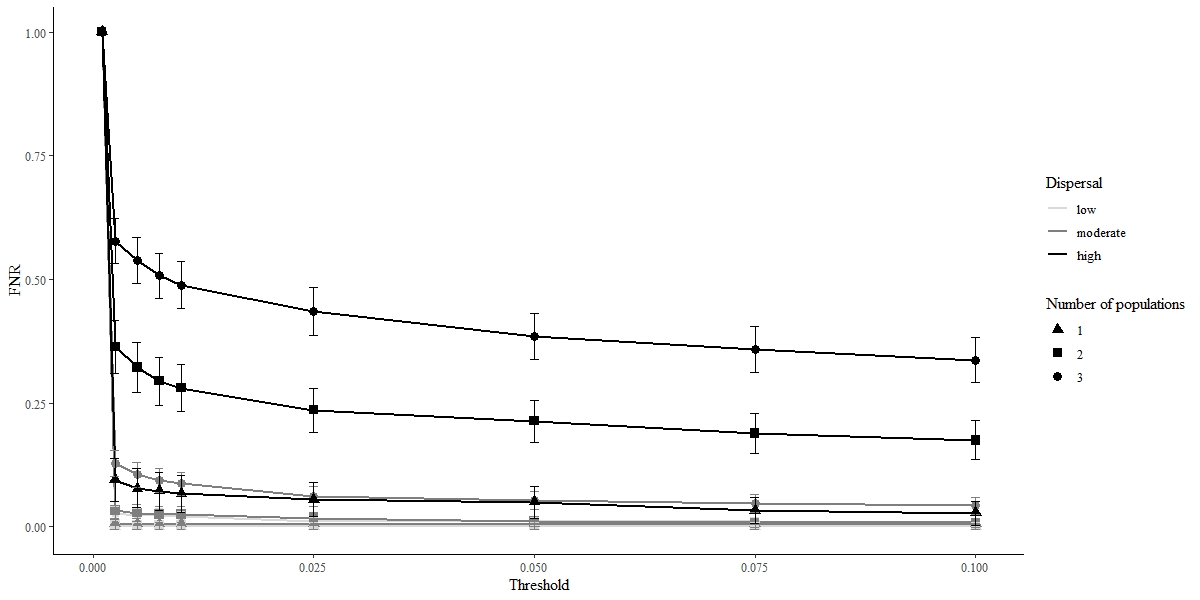 1.00
0.75
0.50
0.25
0.00
FNR
0.000
0.025
0.050
0.075
0.100
Threshold
Dispersal
low
moderate
high
Number of populations
1
2
3